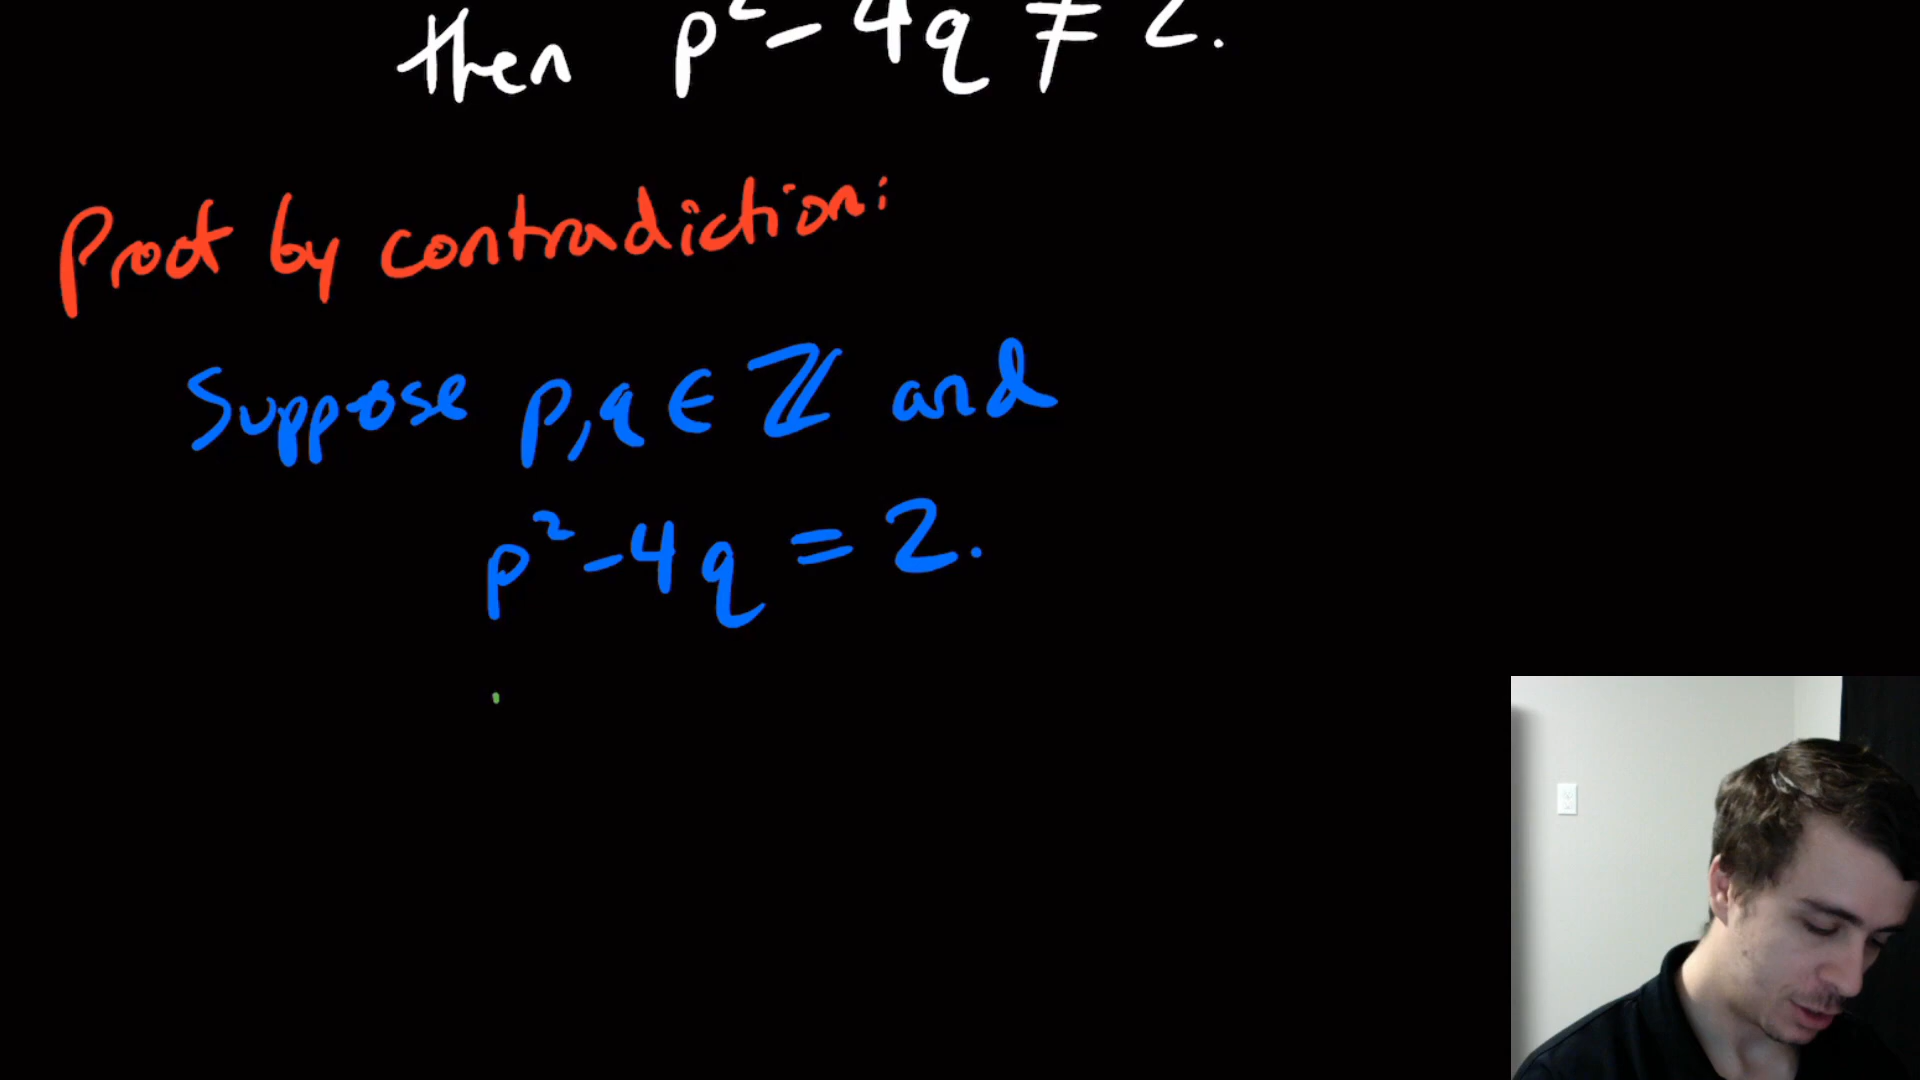 then p² - 4q ≠ 2.
Proof by contradiction:
Suppose p, q ∈ ℤ and
p² - 4q = 2.